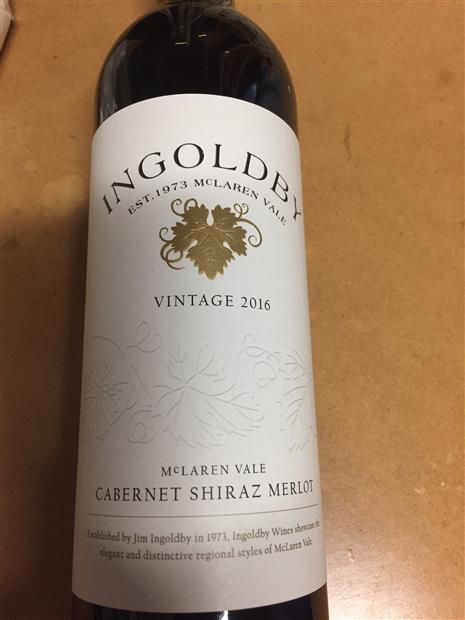 INGOLDBY
EST. 1973 McLAREN VALE
VINTAGE 2016
McLAREN VALE
CABERNET SHIRAZ MERLOT
Established by Jim Ingoldby in 1973, Ingoldby Wines showcase the
elegant and distinctive regional styles of McLaren Vale.